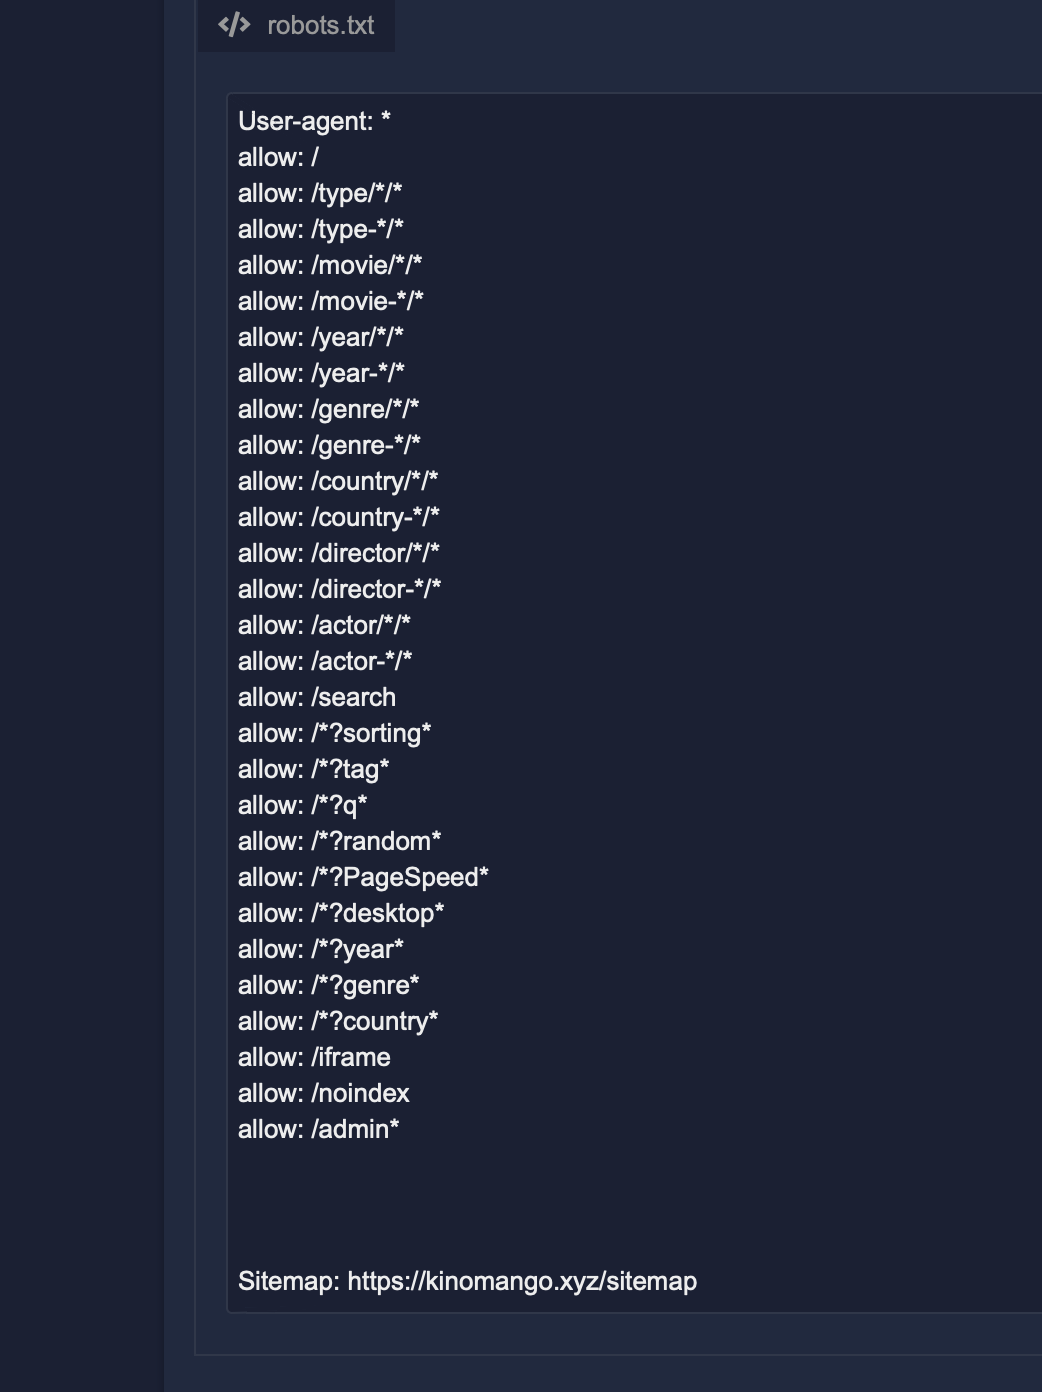 robots.txt
User-agent: *
allow: /
allow: /type/*/*
allow: /type-*/*
allow: /movie/*/*
allow: /movie-*/*
allow: /year/*/*
allow: /year-*/*
allow: /genre/*/*
allow: /genre-*/*
allow: /country/*/*
allow: /country-*/*
allow: /director/*/*
allow: /director-*/*
allow: /actor/*/*
allow: /actor-*/*
allow: /search
allow: /*?sorting*
allow: /*?tag*
allow: /*?q*
allow: /*?random*
allow: /*?PageSpeed*
allow: /*?desktop*
allow: /*?year*
allow: /*?genre*
allow: /*?country*
allow: /iframe
allow: /noindex
allow: /admin*
Sitemap: https://kinomango.xyz/sitemap